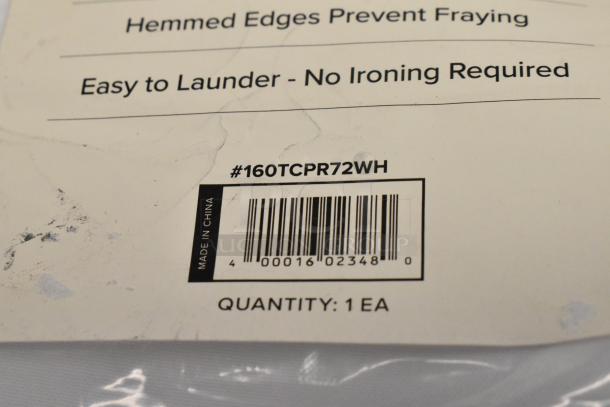 Hemmed Edges Prevent Fraying
Easy to Launder - No Ironing Required
#160TCPR72WH
MADE IN CHINA
4 00016 02348 0
QUANTITY: 1 EA